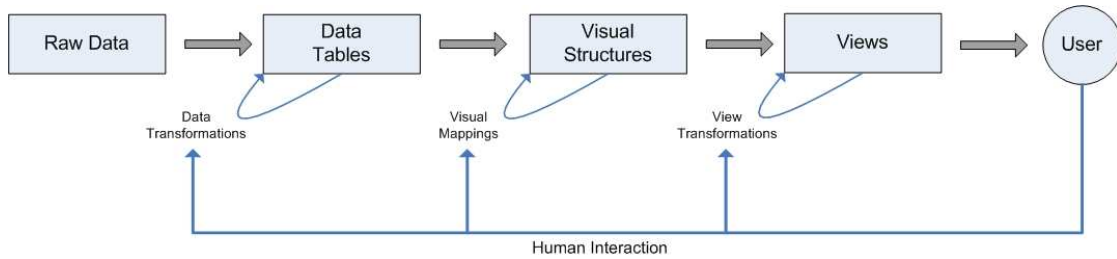 Raw Data
Data
Tables
Visual
Structures
Views
User
Data
Transformations
Visual
Mappings
View
Transformations
Human Interaction